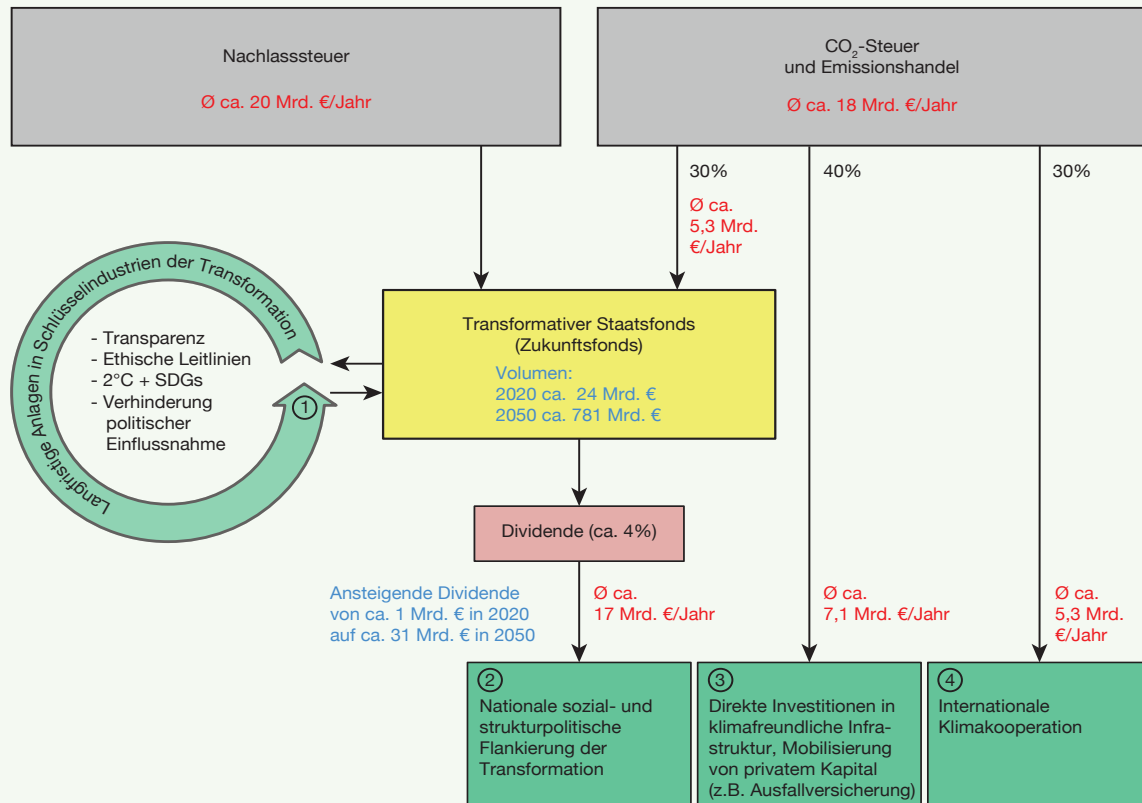 Nachlasssteuer
Ø ca. 20 Mrd. €/Jahr
CO₂-Steuer
und Emissionshandel
Ø ca. 18 Mrd. €/Jahr
30%
40%
30%
Ø ca.
5,3 Mrd.
€/Jahr
Langfristige Anlagen in Schlüsselindustrien der Transformation
- Transparenz
- Ethische Leitlinien
- 2°C + SDGs
- Verhinderung
politischer
Einflussnahme
1
Transformativer Staatsfonds
(Zukunftsfonds)
Volumen:
2020 ca. 24 Mrd. €
2050 ca. 781 Mrd. €
Dividende (ca. 4%)
Ansteigende Dividende
von ca. 1 Mrd. € in 2020
auf ca. 31 Mrd. € in 2050
Ø ca.
17 Mrd. €/Jahr
Ø ca.
7,1 Mrd. €/Jahr
Ø ca.
5,3 Mrd.
€/Jahr
2
Nationale sozial- und
strukturpolitische
Flankierung der
Transformation
3
Direkte Investitionen in
klimafreundliche Infra-
struktur, Mobilisierung
von privatem Kapital
(z.B. Ausfallversicherung)
4
Internationale
Klimakooperation